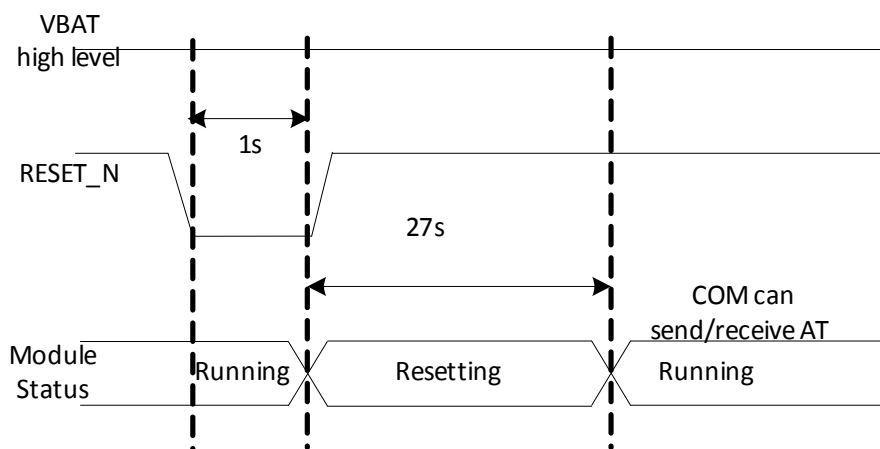 VBAT
high level
1s
RESET_N
27s
COM can
send/receive AT
Module
Status
Running
Resetting
Running